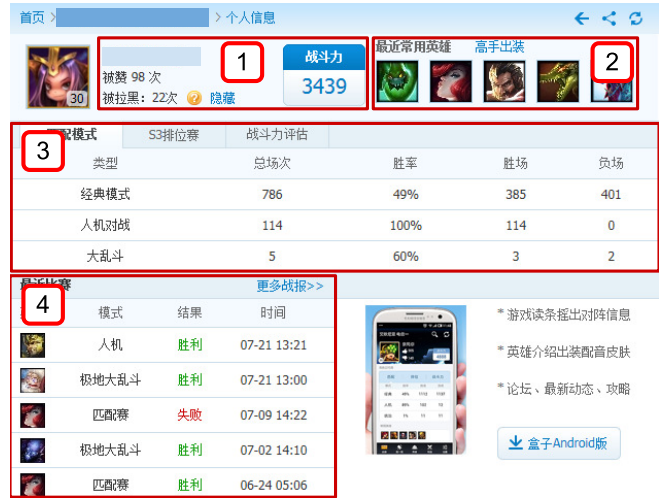 首页 > > 个人信息
1
战斗力
3439
被赞 98 次
被拉黑：22次 ? 隐藏
30
最近常用英雄 高手出装
2
3
配模式 S3排位赛 战斗力评估
类型 总场次 胜率 胜场 负场
经典模式 786 49% 385 401
人机对战 114 100% 114 0
大乱斗 5 60% 3 2
最近比赛 更多战报>>
4
模式 结果 时间
人机 胜利 07-21 13:21
极地大乱斗 胜利 07-21 13:00
匹配赛 失败 07-09 14:22
极地大乱斗 胜利 07-02 14:10
匹配赛 胜利 06-24 05:06
* 游戏读条摇出对阵信息
* 英雄介绍出装配音皮肤
* 论坛、最新动态、攻略
盒子Android版